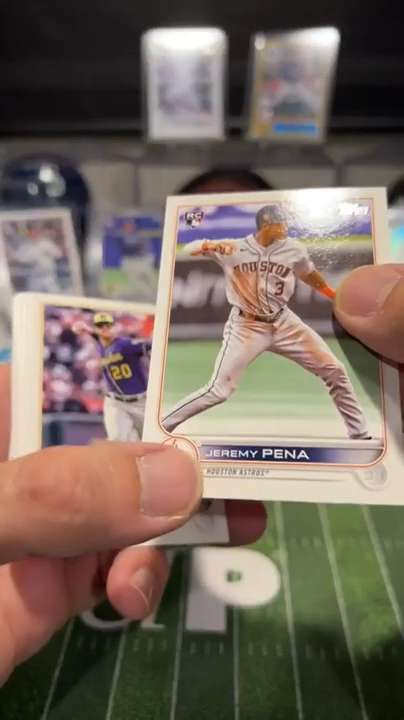 RC
Topps
HOUSTON
3
20
JEREMY PENA
HOUSTON ASTROS®
P